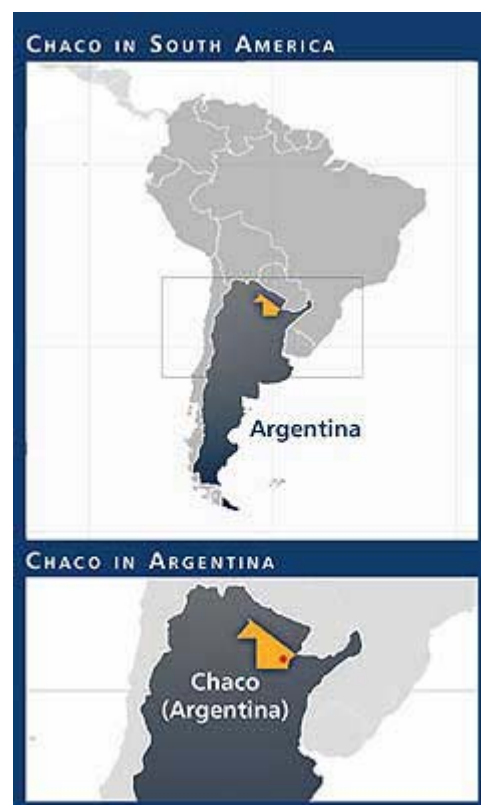 CHACO IN SOUTH AMERICA
Argentina
CHACO IN ARGENTINA
Chaco
(Argentina)